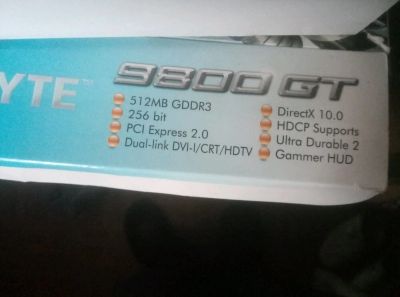 YTE™ 9800 GT
512MB GDDR3
256 bit
PCI Express 2.0
Dual-link DVI-I/CRT/HDTV
DirectX 10.0
HDCP Supports
Ultra Durable 2
Gammer HUD